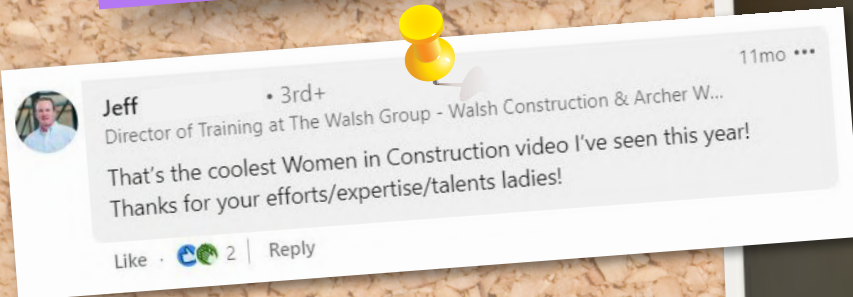 Jeff • 3rd+
11mo •••
Director of Training at The Walsh Group - Walsh Construction & Archer W...
That's the coolest Women in Construction video I've seen this year!
Thanks for your efforts/expertise/talents ladies!
Like · 2 | Reply